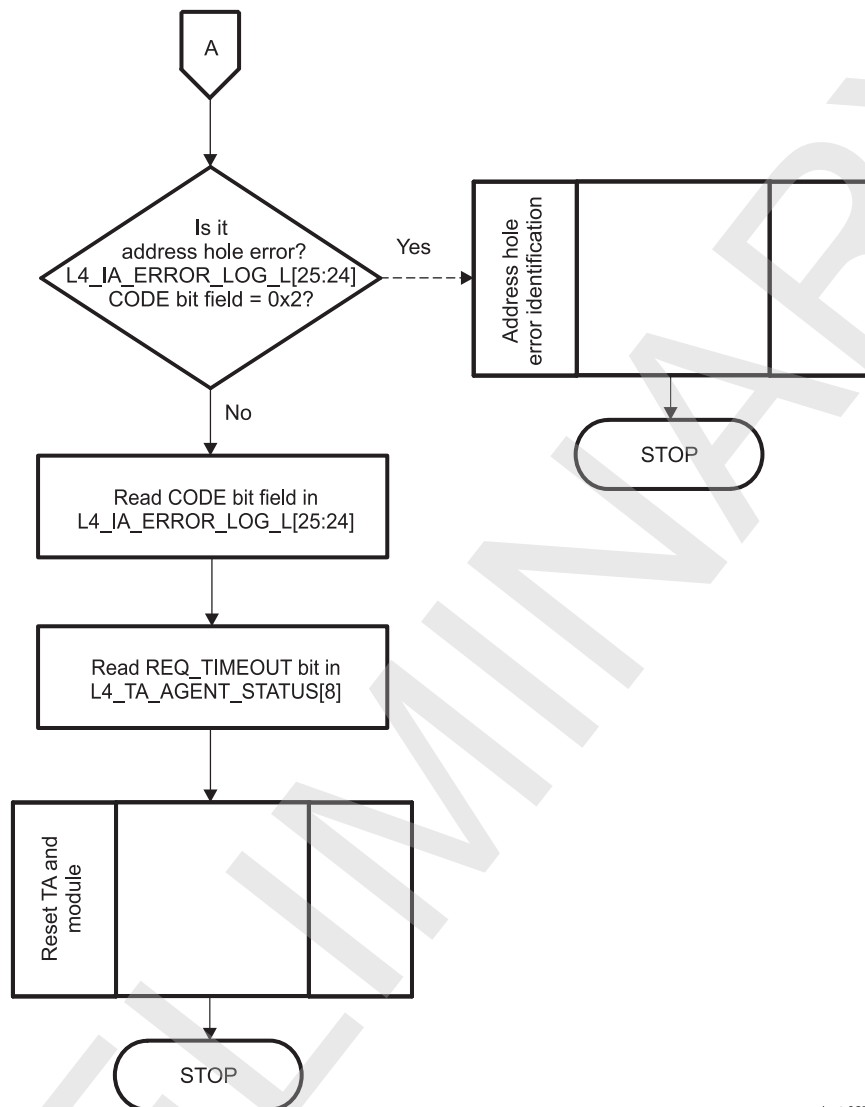 A
Is it
address hole error?
L4_IA_ERROR_LOG_L[25:24]
CODE bit field = 0x2?
Yes
Address hole
error identification
STOP
No
Read CODE bit field in
L4_IA_ERROR_LOG_L[25:24]
Read REQ_TIMEOUT bit in
L4_TA_AGENT_STATUS[8]
Reset TA and
module
STOP